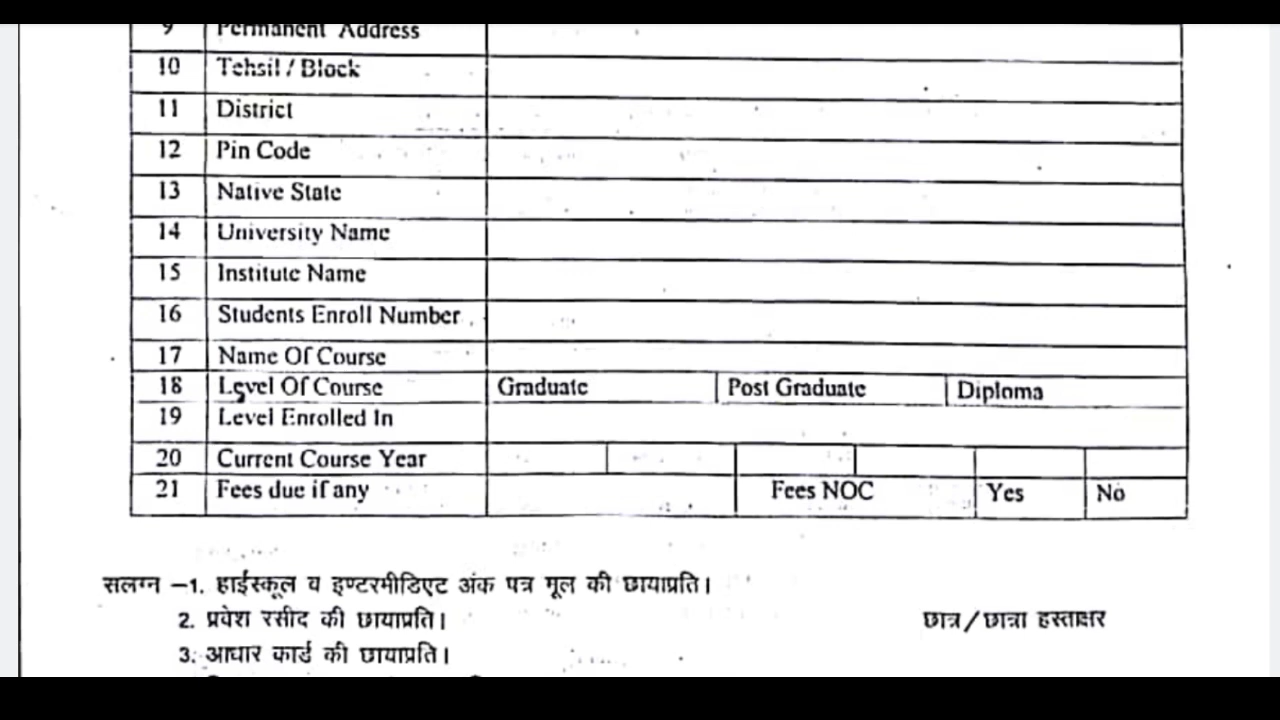 9 Permanent Address
10 Tehsil / Block
11 District
12 Pin Code
13 Native State
14 University Name
15 Institute Name
16 Students Enroll Number
17 Name Of Course
18 Level Of Course Graduate Post Graduate Diploma
19 Level Enrolled In
20 Current Course Year
21 Fees due if any Fees NOC Yes No
सलग्न –1. हाईस्कूल व इण्टरमीडिएट अंक पत्र मूल की छायाप्रति।
2. प्रवेश रसीद की छायाप्रति।
छात्र/छात्रा हस्ताक्षर
3. आधार कार्ड की छायाप्रति।